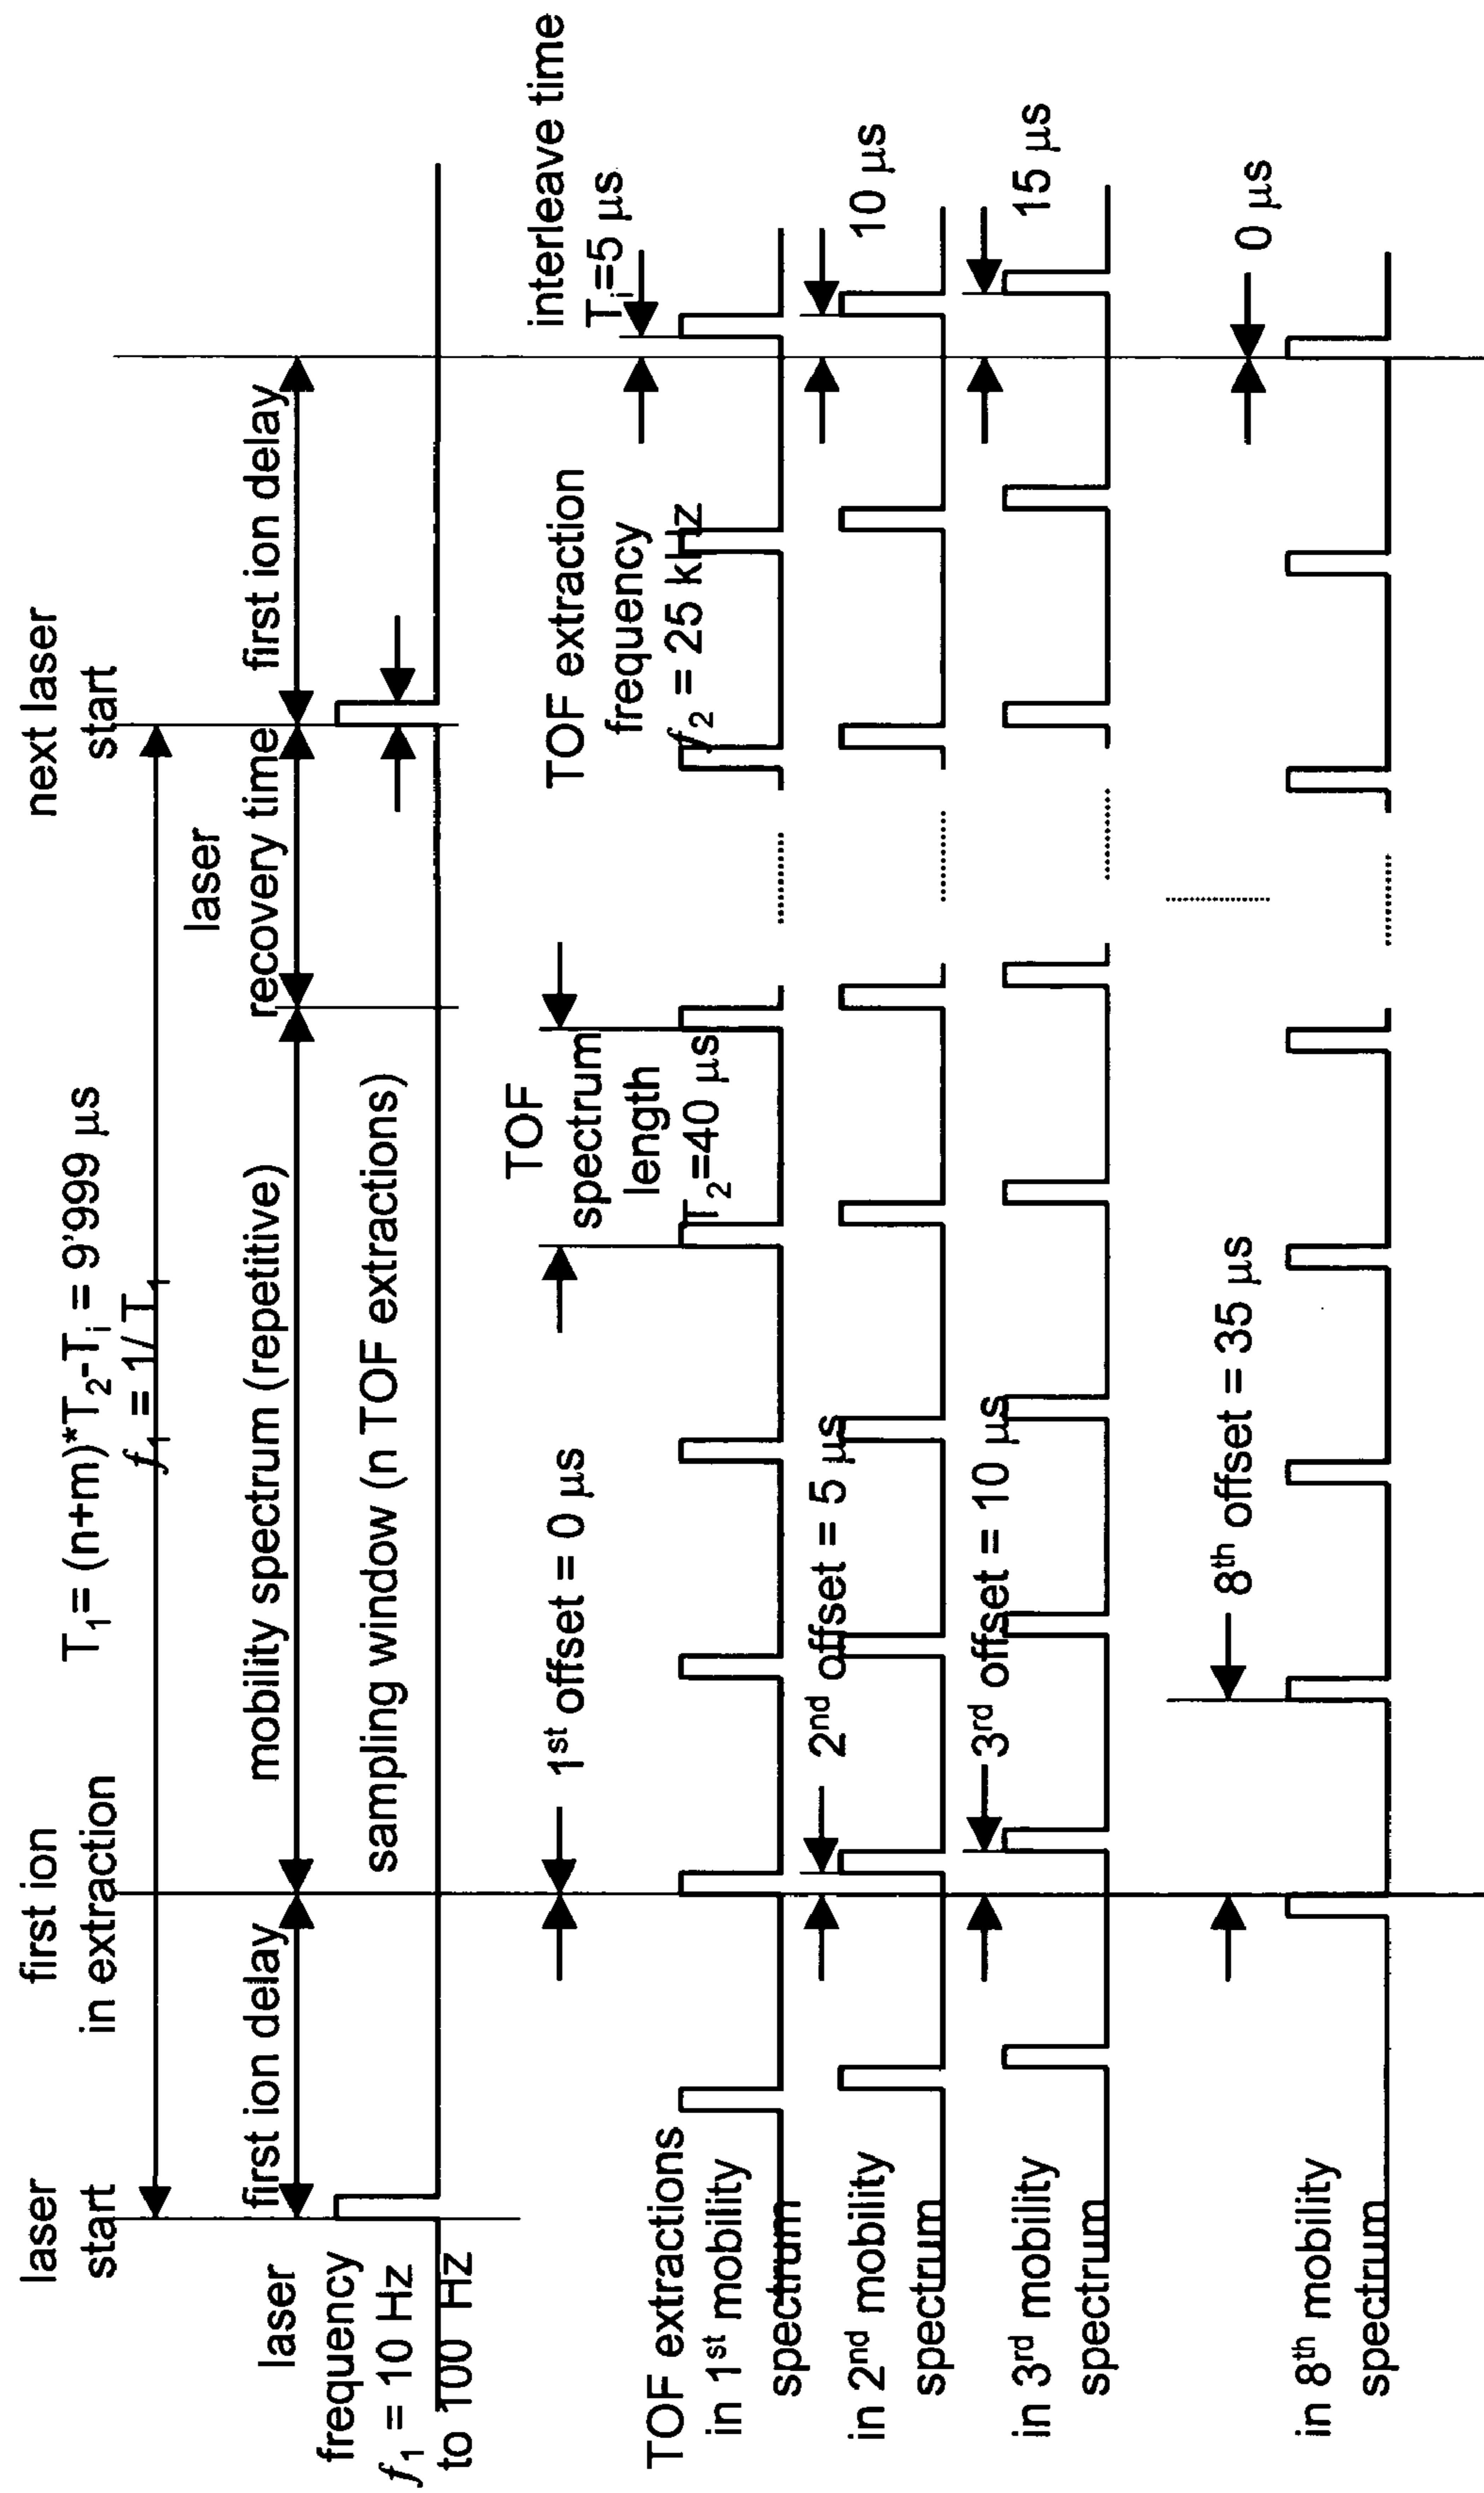 laser
start
first ion
in extraction
next laser
start
T1 = (n+m)*T2-Ti = 9'999 µs
f1 = 1/ T1
laser
first ion delay
mobility spectrum (repetitive)
recovery time
first ion delay
laser
frequency
f1 = 10 Hz
to 100 Hz
sampling window (n TOF extractions)
interleave time
Ti=5 µs
1st offset = 0 µs
TOF
spectrum
length
T2=40 µs
TOF extraction
frequency
f2 = 25 kHz
TOF extractions
in 1st mobility
spectrum
2nd
offset = 5 µs
10 µs
in 2nd mobility
spectrum
3rd
offset = 10 µs
15 µs
in 3rd mobility
spectrum
8th offset = 35 µs
0 µs
in 8th mobility
spectrum